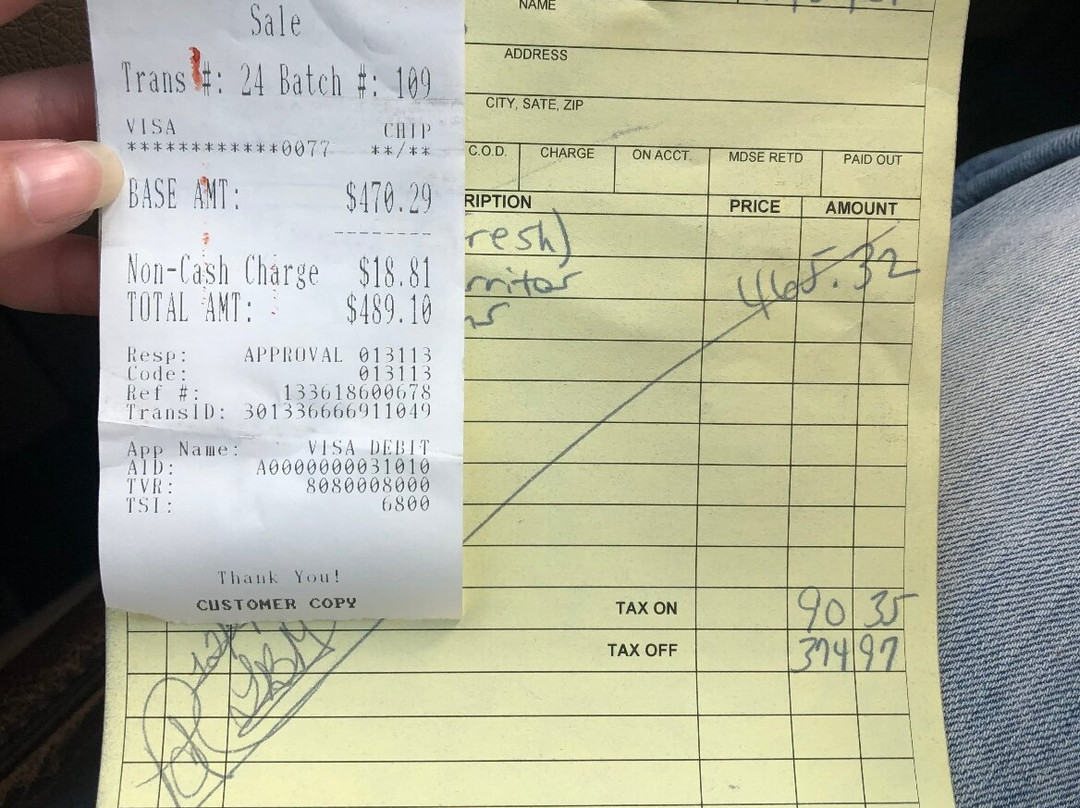 Sale
Trans #: 24 Batch #: 109
VISA CHIP
************0077 **/**
BASE AMT: $470.29
--------
Non-Cash Charge $18.81
TOTAL AMT: $489.10
Resp: APPROVAL 013113
Code: 013113
Ref #: 133618600678
TransID: 301336666911049
App Name: VISA DEBIT
AID: A0000000031010
TVR: 8080008000
TSI: 6800
Thank You!
CUSTOMER COPY
NAME
ADDRESS
CITY, SATE, ZIP
C.O.D. CHARGE ON ACCT. MDSE RETD PAID OUT
RIPTION PRICE AMOUNT
resh)
465.32
TAX ON 90 35
TAX OFF 374 97